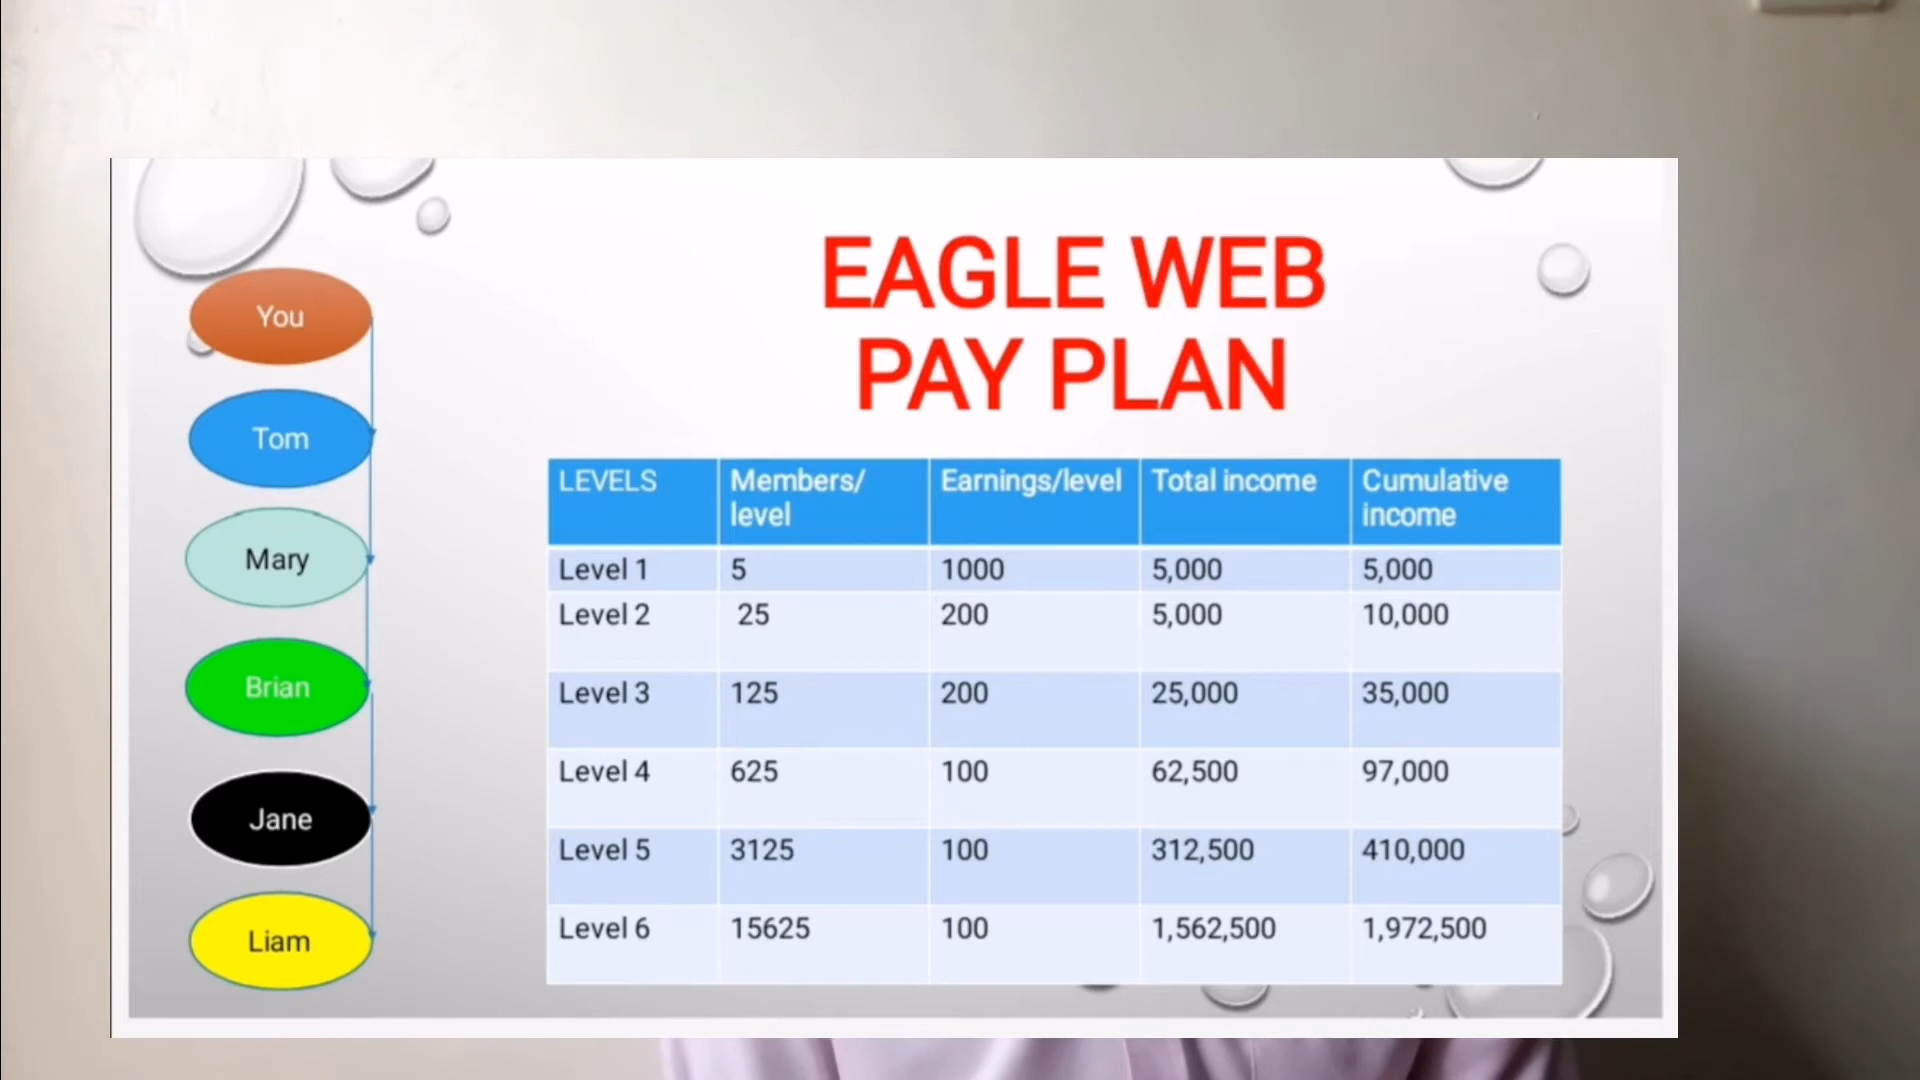 EAGLE WEB
PAY PLAN
You
Tom
Mary
Brian
Jane
Liam
LEVELS Members/ level Earnings/level Total income Cumulative income
Level 1 5 1000 5,000 5,000
Level 2 25 200 5,000 10,000
Level 3 125 200 25,000 35,000
Level 4 625 100 62,500 97,000
Level 5 3125 100 312,500 410,000
Level 6 15625 100 1,562,500 1,972,500